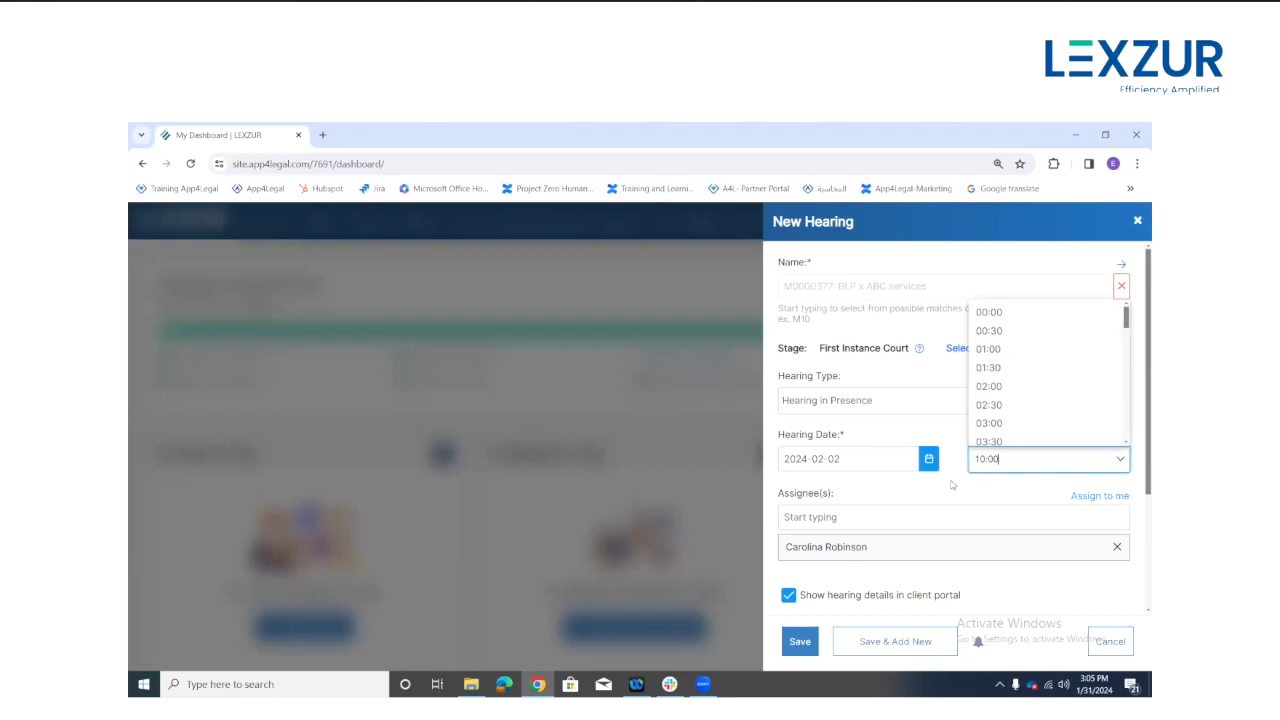 LEXZUR
Efficiency Amplified
My Dashboard | LEXZUR
site.app4legal.com/7691/dashboard/
E
Training App4Legal App4Legal Hubspot Jira Microsoft Office Ho... Project Zero Human... Training and Learni... A4L- Partner Portal المحاسبة App4Legal-Marketing Google translate
New Hearing
Name:*
M0000377: BLP x ABC services
Start typing to select from possible matches
ex. M10
00:00
00:30
01:00
01:30
02:00
02:30
03:00
03:30
Stage: First Instance Court Selec
Hearing Type:
Hearing in Presence
Hearing Date:*
2024-02-02
10:00
Assignee(s):
Assign to me
Start typing
Carolina Robinson
Show hearing details in client portal
Activate Windows
Go to Settings to activate Windows.
Save
Save & Add New
Cancel
Type here to search
3:05 PM
1/31/2024
21